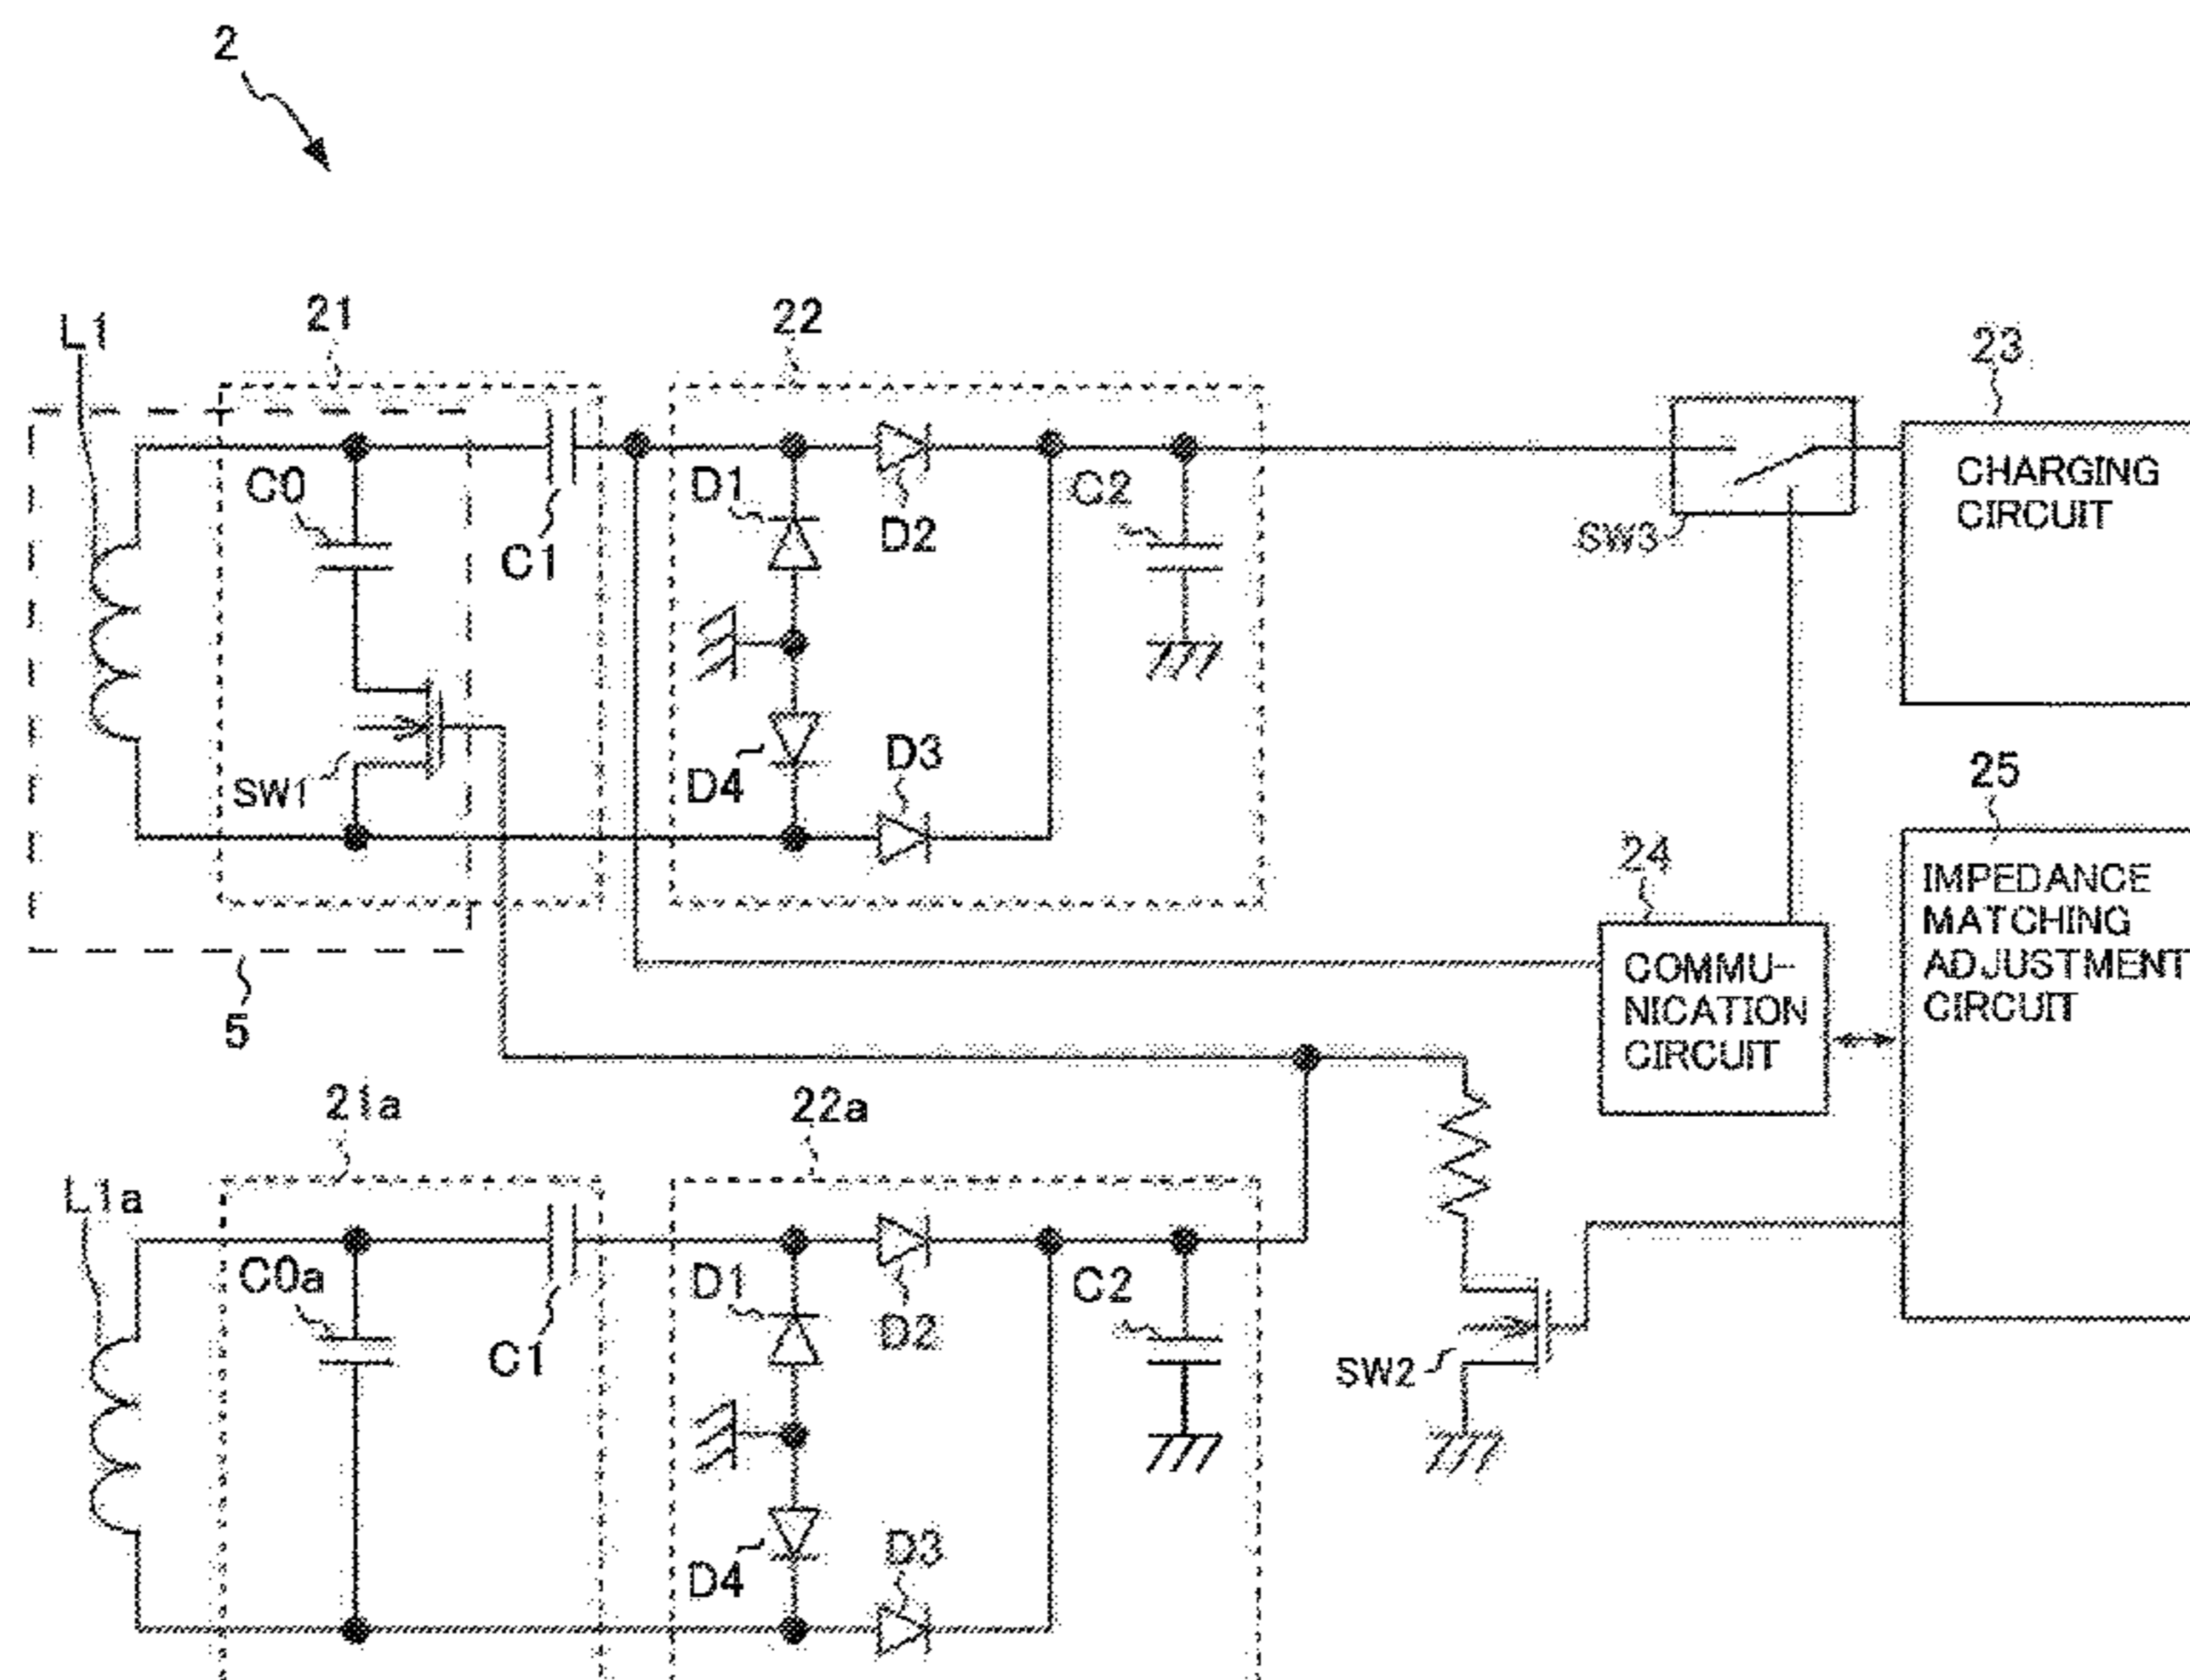 2
L1
21
22
23
C0
C1
D1
D2
C2
SW3
CHARGING
CIRCUIT
SW1
D4
D3
25
24
IMPEDANCE
MATCHING
ADJUSTMENT
CIRCUIT
COMMU-
NICATION
CIRCUIT
5
21a
22a
L1a
C0a
C1
D1
D2
C2
SW2
D4
D3